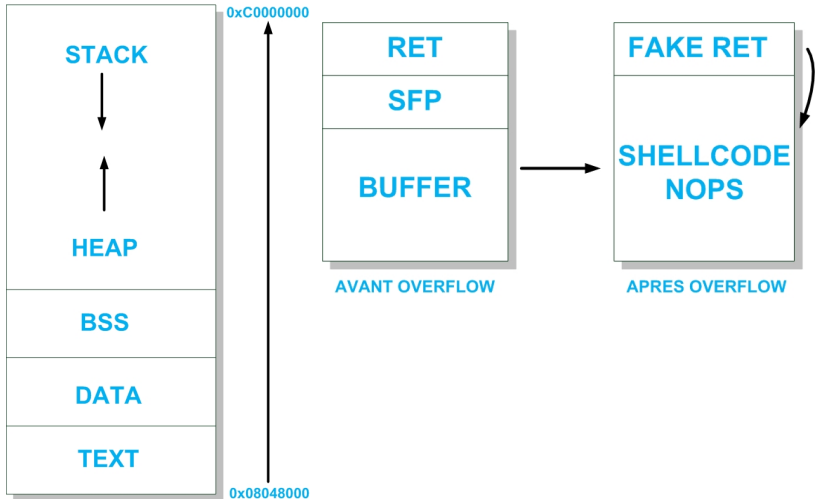 STACK
HEAP
BSS
DATA
TEXT
0xC0000000
0x08048000
RET
SFP
BUFFER
AVANT OVERFLOW
FAKE RET
SHELLCODE
NOPS
APRES OVERFLOW